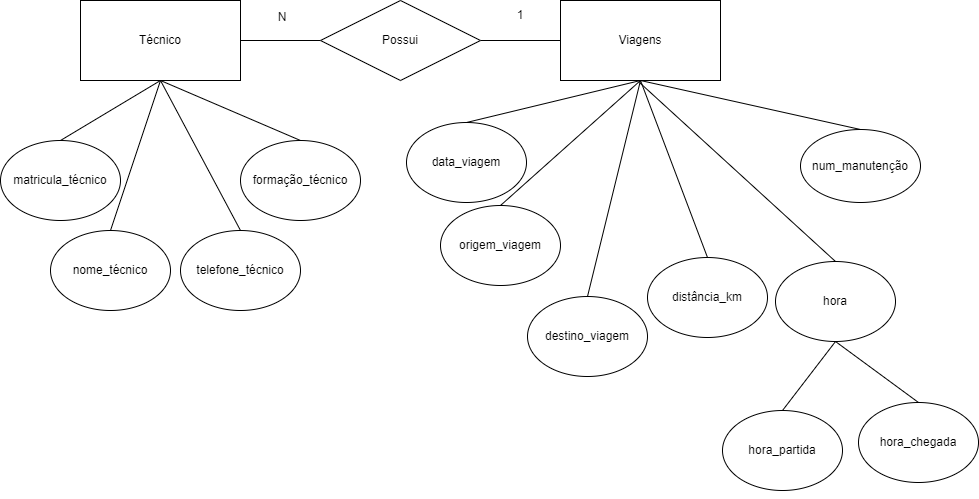 Técnico
N
Possui
1
Viagens
matricula_técnico
formação_técnico
nome_técnico
telefone_técnico
data_viagem
num_manutenção
origem_viagem
distância_km
hora
destino_viagem
hora_partida
hora_chegada